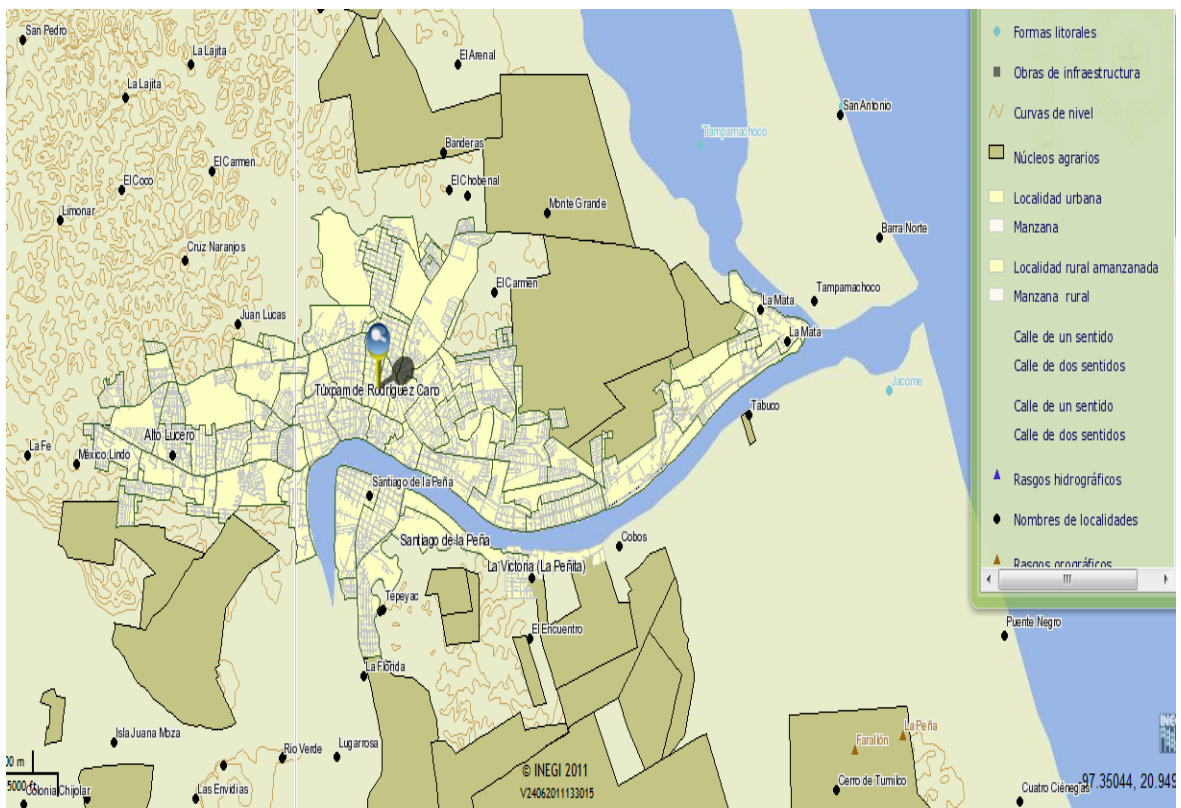 San Pedro
La Lajita
La Lajita
El Arenal
San Antonio
Tampamachoco
Banderas
El Carmen
El Coco
El Chobenal
Limonar
Monte Grande
Barra Norte
Cruz Naranjos
El Carmen
Tampamachoco
La Mata
Juan Lucas
La Mata
Jacome
Túxpam de Rodríguez Cano
Tabuco
Alto Lucero
La Fe
México Lindo
Santiago de la Peña
Santiago de la Peña
Cobos
La Victoria (La Peñita)
Tepeyac
El Encuentro
La Florida
Puente Negro
Isla Juana Moza
Río Verde
Lugarrosa
La Peña
Farallón
Cerro de Tumilco
Colonia Chijolar
Las Envidias
Cuatro Ciénegas
00 m
5000 ft
© INEGI 2011
V24062011133015
-97.35044, 20.949
Formas litorales
Obras de infraestructura
Curvas de nivel
Núcleos agrarios
Localidad urbana
Manzana
Localidad rural amanzanada
Manzana rural
Calle de un sentido
Calle de dos sentidos
Calle de un sentido
Calle de dos sentidos
Rasgos hidrográficos
Nombres de localidades
Rasgos orográficos